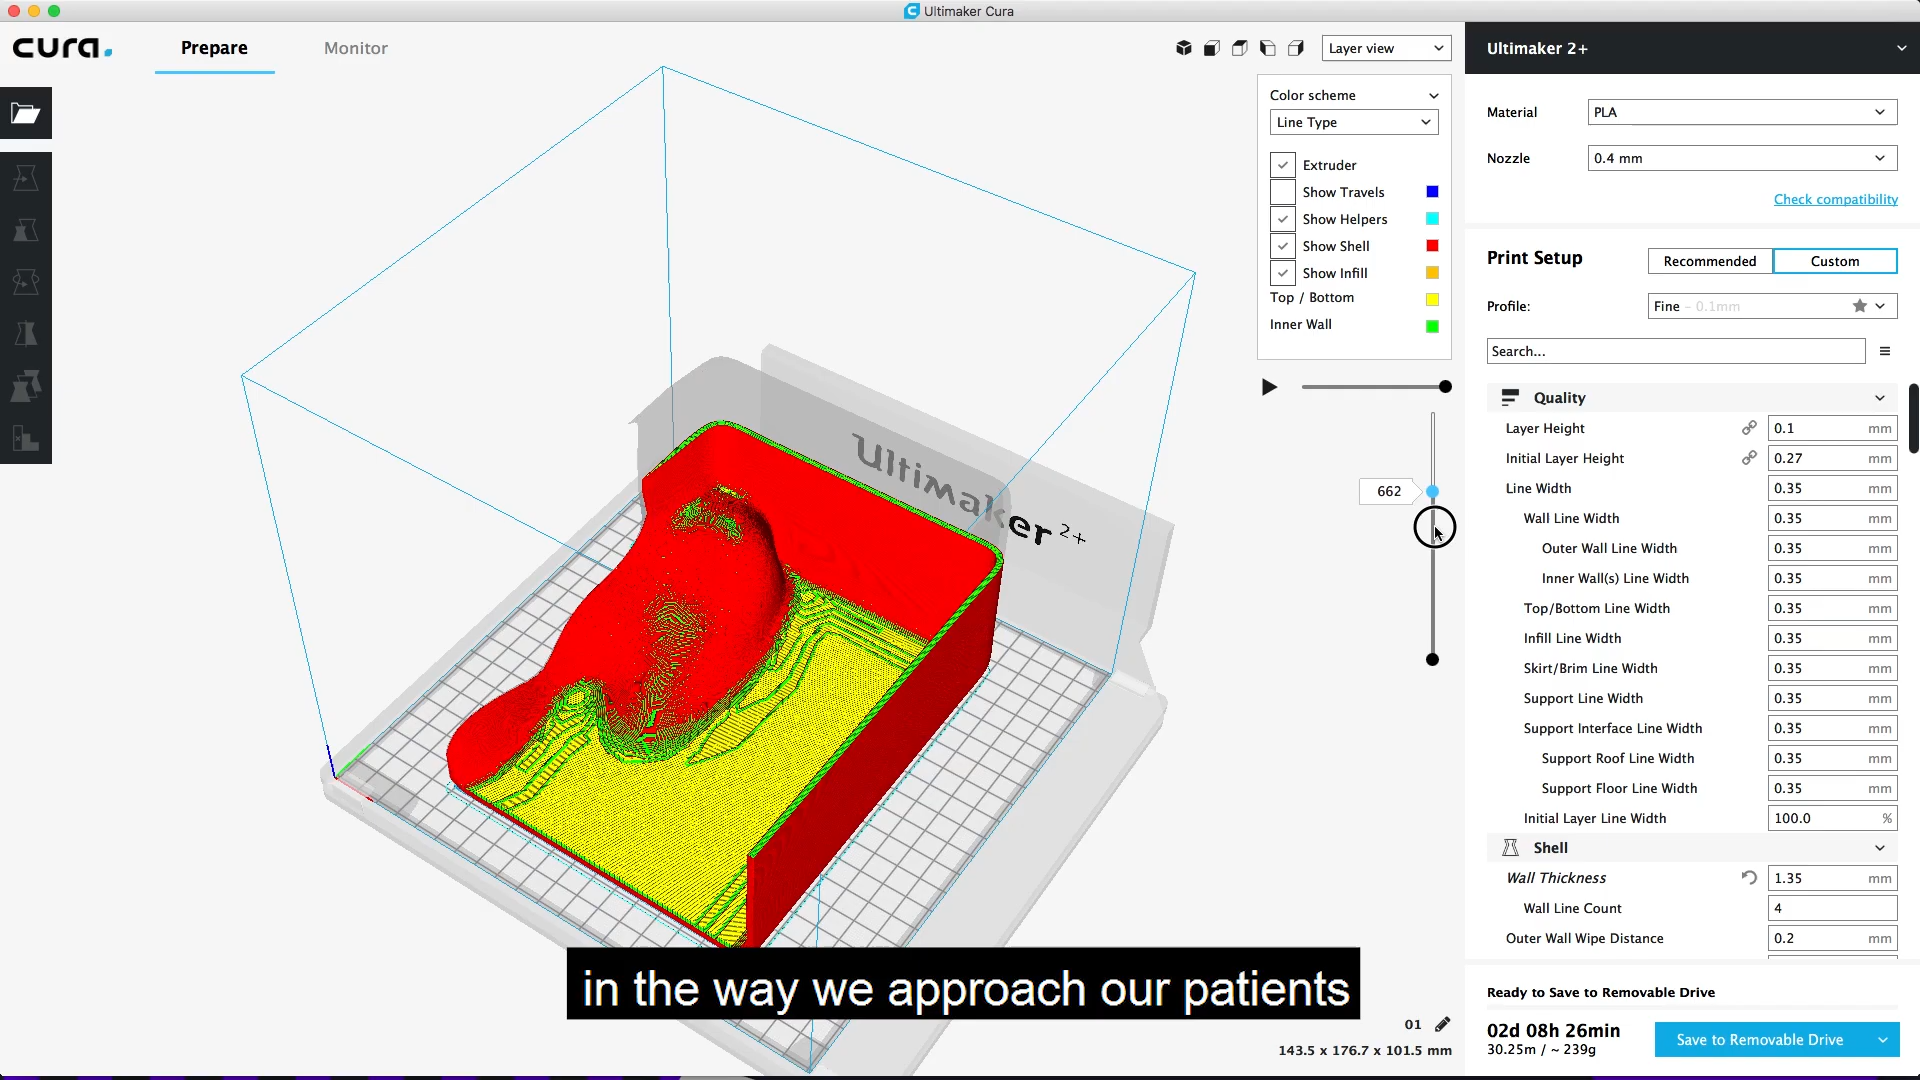 Ultimaker Cura
cura.
Prepare
Monitor
Layer view
Ultimaker 2+
Color scheme
Line Type
Extruder
Show Travels
Show Helpers
Show Shell
Show Infill
Top / Bottom
Inner Wall
662
Ultimaker 2+
Material
PLA
Nozzle
0.4 mm
Check compatibility
Print Setup
Recommended
Custom
Profile:
Fine - 0.1mm
Search...
Quality
Layer Height 0.1 mm
Initial Layer Height 0.27 mm
Line Width 0.35 mm
Wall Line Width 0.35 mm
Outer Wall Line Width 0.35 mm
Inner Wall(s) Line Width 0.35 mm
Top/Bottom Line Width 0.35 mm
Infill Line Width 0.35 mm
Skirt/Brim Line Width 0.35 mm
Support Line Width 0.35 mm
Support Interface Line Width 0.35 mm
Support Roof Line Width 0.35 mm
Support Floor Line Width 0.35 mm
Initial Layer Line Width 100.0 %
Shell
Wall Thickness 1.35 mm
Wall Line Count 4
Outer Wall Wipe Distance 0.2 mm
in the way we approach our patients
01
143.5 x 176.7 x 101.5 mm
Ready to Save to Removable Drive
02d 08h 26min
30.25m / ~ 239g
Save to Removable Drive